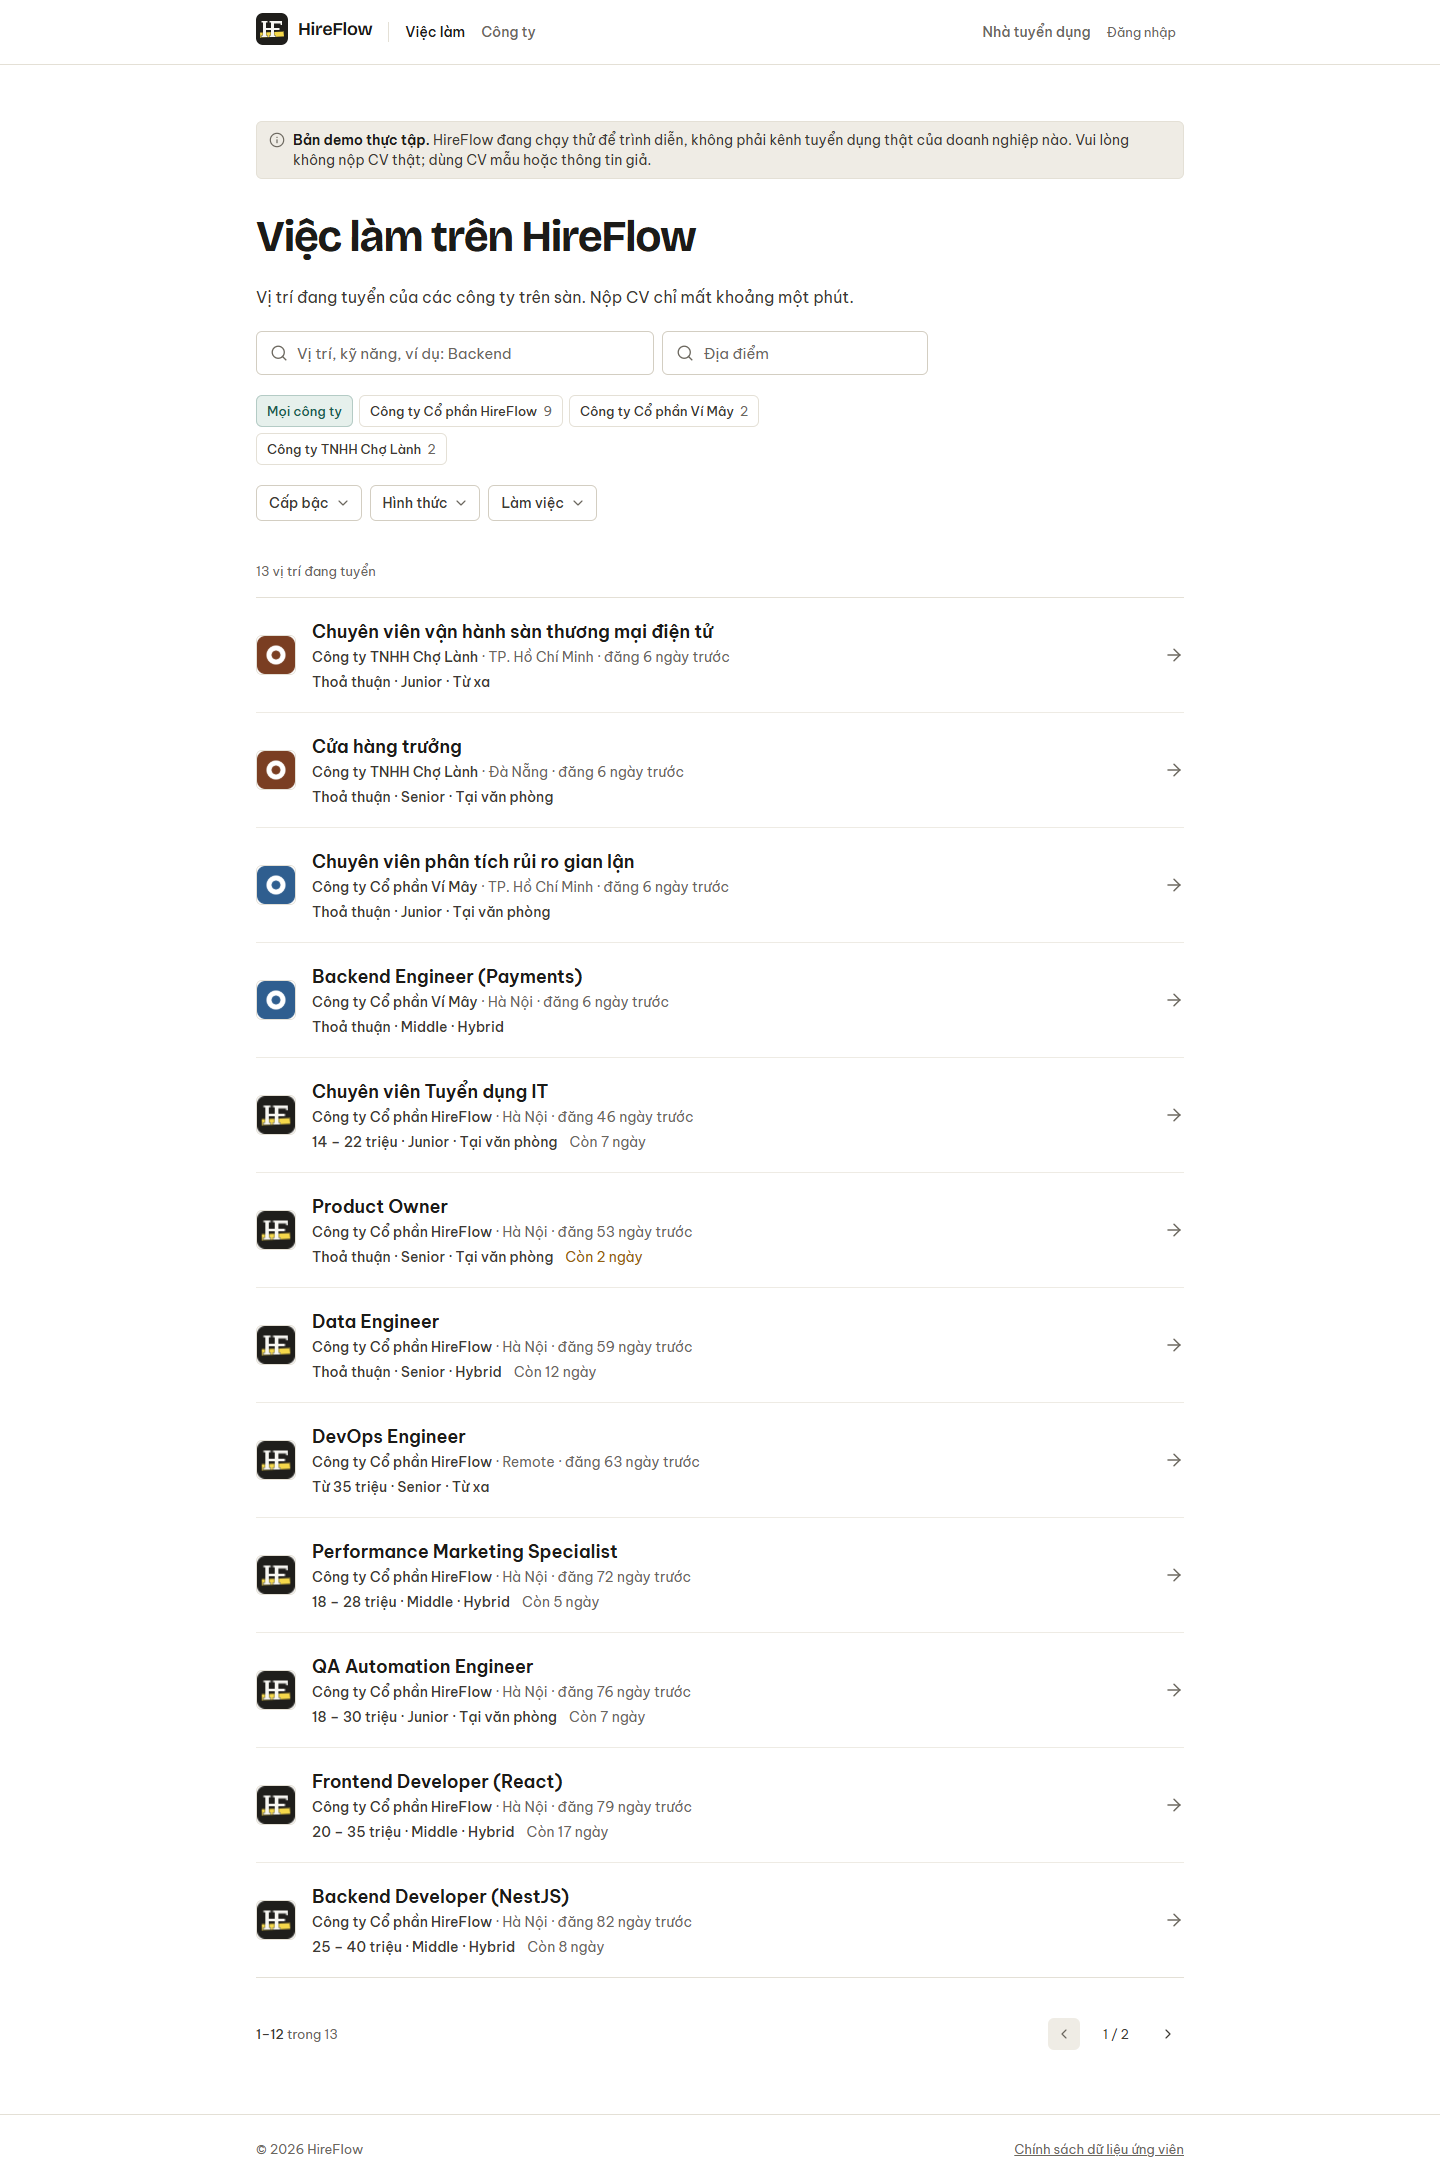 HE HireFlow Việc làm Công ty Nhà tuyển dụng Đăng nhập
Bản demo thực tập. HireFlow đang chạy thử để trình diễn, không phải kênh tuyển dụng thật của doanh nghiệp nào. Vui lòng
không nộp CV thật; dùng CV mẫu hoặc thông tin giả.
Việc làm trên HireFlow
Vị trí đang tuyển của các công ty trên sàn. Nộp CV chỉ mất khoảng một phút.
Vị trí, kỹ năng, ví dụ: Backend Địa điểm
Mọi công ty Công ty Cổ phần HireFlow 9 Công ty Cổ phần Ví Mây 2
Công ty TNHH Chợ Lành 2
Cấp bậc Hình thức Làm việc
13 vị trí đang tuyển
Chuyên viên vận hành sàn thương mại điện tử
Công ty TNHH Chợ Lành · TP. Hồ Chí Minh · đăng 6 ngày trước
Thoả thuận · Junior · Từ xa
Cửa hàng trưởng
Công ty TNHH Chợ Lành · Đà Nẵng · đăng 6 ngày trước
Thoả thuận · Senior · Tại văn phòng
Chuyên viên phân tích rủi ro gian lận
Công ty Cổ phần Ví Mây · TP. Hồ Chí Minh · đăng 6 ngày trước
Thoả thuận · Junior · Tại văn phòng
Backend Engineer (Payments)
Công ty Cổ phần Ví Mây · Hà Nội · đăng 6 ngày trước
Thoả thuận · Middle · Hybrid
HE
Chuyên viên Tuyển dụng IT
Công ty Cổ phần HireFlow · Hà Nội · đăng 46 ngày trước
14 – 22 triệu · Junior · Tại văn phòng Còn 7 ngày
HE
Product Owner
Công ty Cổ phần HireFlow · Hà Nội · đăng 53 ngày trước
Thoả thuận · Senior · Tại văn phòng Còn 2 ngày
HE
Data Engineer
Công ty Cổ phần HireFlow · Hà Nội · đăng 59 ngày trước
Thoả thuận · Senior · Hybrid Còn 12 ngày
HE
DevOps Engineer
Công ty Cổ phần HireFlow · Remote · đăng 63 ngày trước
Từ 35 triệu · Senior · Từ xa
HE
Performance Marketing Specialist
Công ty Cổ phần HireFlow · Hà Nội · đăng 72 ngày trước
18 – 28 triệu · Middle · Hybrid Còn 5 ngày
HE
QA Automation Engineer
Công ty Cổ phần HireFlow · Hà Nội · đăng 76 ngày trước
18 – 30 triệu · Junior · Tại văn phòng Còn 7 ngày
HE
Frontend Developer (React)
Công ty Cổ phần HireFlow · Hà Nội · đăng 79 ngày trước
20 – 35 triệu · Middle · Hybrid Còn 17 ngày
HE
Backend Developer (NestJS)
Công ty Cổ phần HireFlow · Hà Nội · đăng 82 ngày trước
25 – 40 triệu · Middle · Hybrid Còn 8 ngày
1–12 trong 13 1 / 2
© 2026 HireFlow Chính sách dữ liệu ứng viên